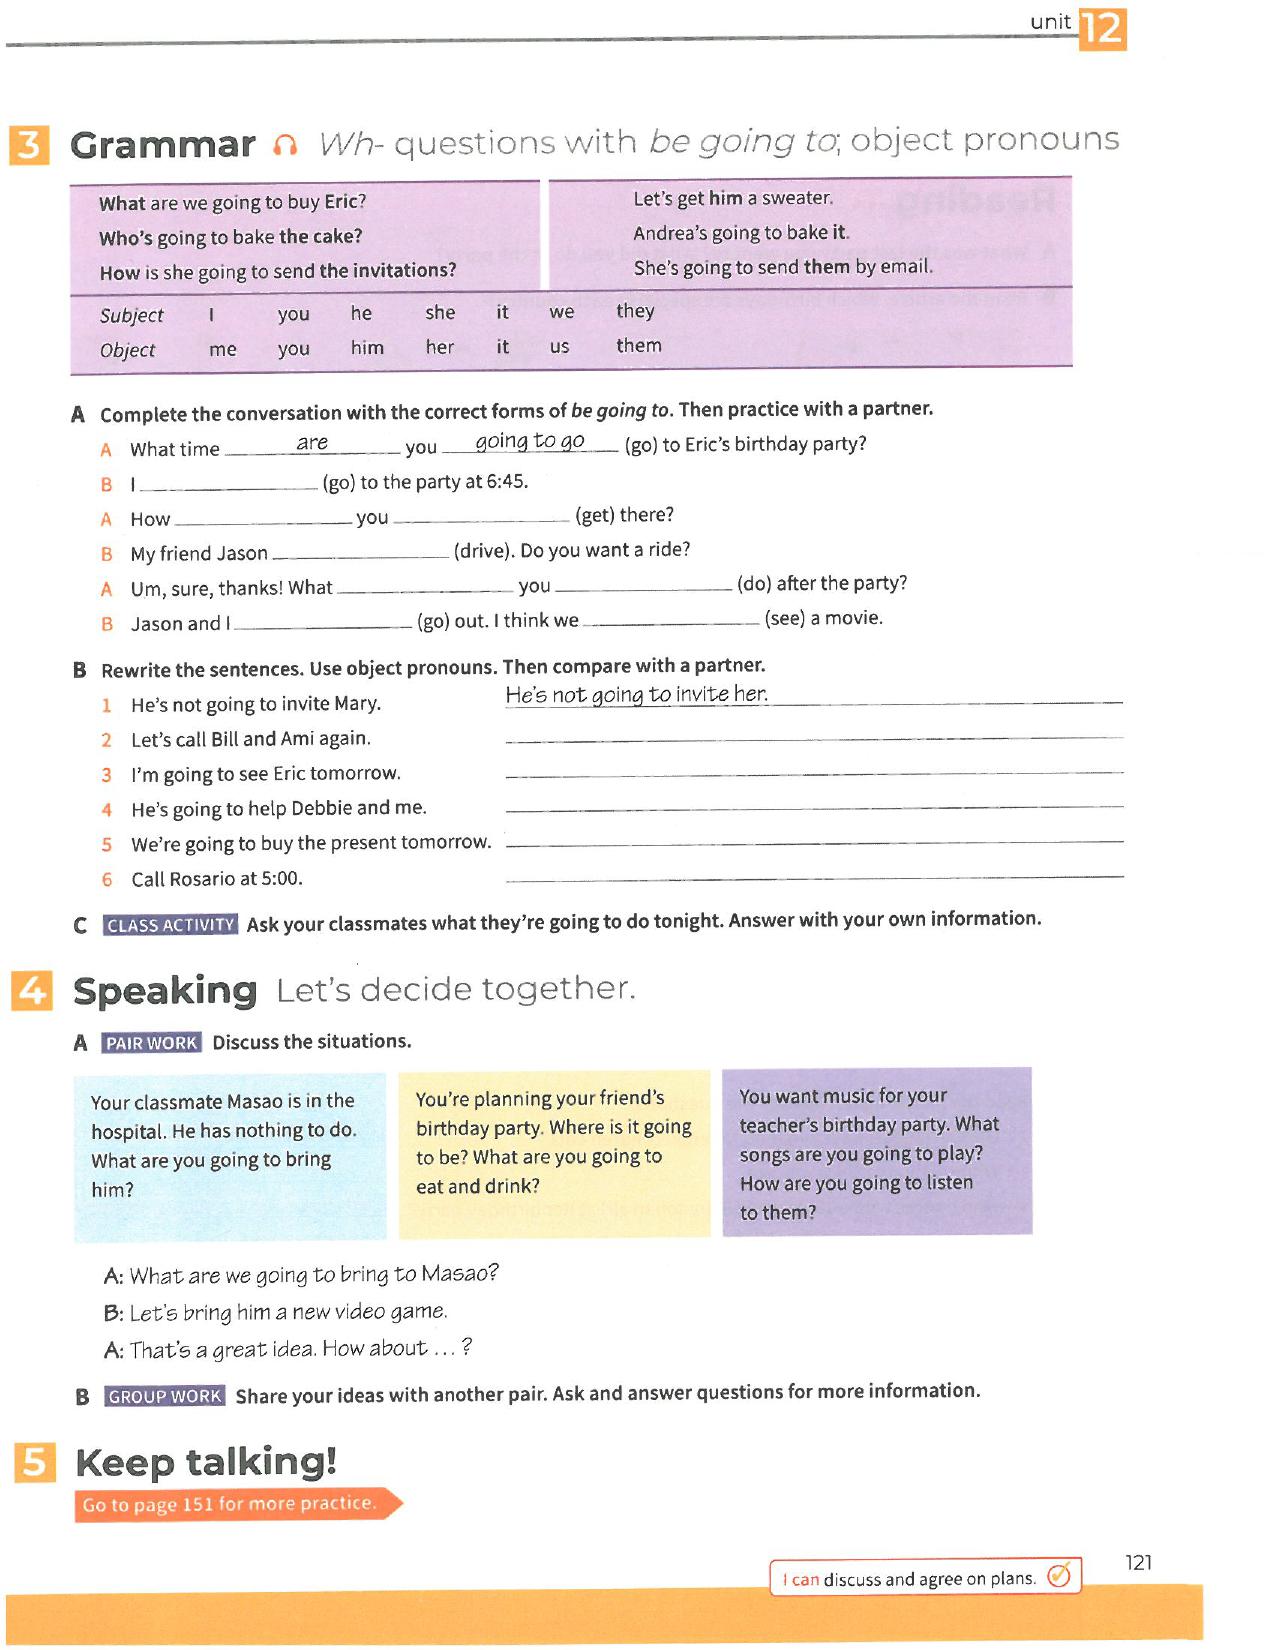 unit 12
3 Grammar Wh- questions with be going to; object pronouns
What are we going to buy Eric? Let's get him a sweater.
Who's going to bake the cake? Andrea's going to bake it.
How is she going to send the invitations? She's going to send them by email.
Subject I you he she it we they
Object me you him her it us them
A Complete the conversation with the correct forms of be going to. Then practice with a partner.
A What time ____are____ you ____going to go____ (go) to Eric's birthday party?
B I ________ (go) to the party at 6:45.
A How ________ you ________ (get) there?
B My friend Jason ________ (drive). Do you want a ride?
A Um, sure, thanks! What ________ you ________ (do) after the party?
B Jason and I ________ (go) out. I think we ________ (see) a movie.
B Rewrite the sentences. Use object pronouns. Then compare with a partner.
1 He's not going to invite Mary. He's not going to invite her.
2 Let's call Bill and Ami again.
3 I'm going to see Eric tomorrow.
4 He's going to help Debbie and me.
5 We're going to buy the present tomorrow.
6 Call Rosario at 5:00.
C CLASS ACTIVITY Ask your classmates what they're going to do tonight. Answer with your own information.
4 Speaking Let's decide together.
A PAIR WORK Discuss the situations.
Your classmate Masao is in the
hospital. He has nothing to do.
What are you going to bring
him?
You're planning your friend's
birthday party. Where is it going
to be? What are you going to
eat and drink?
You want music for your
teacher's birthday party. What
songs are you going to play?
How are you going to listen
to them?
A: What are we going to bring to Masao?
B: Let's bring him a new video game.
A: That's a great idea. How about ... ?
B GROUP WORK Share your ideas with another pair. Ask and answer questions for more information.
5 Keep talking!
Go to page 151 for more practice.
I can discuss and agree on plans.
121